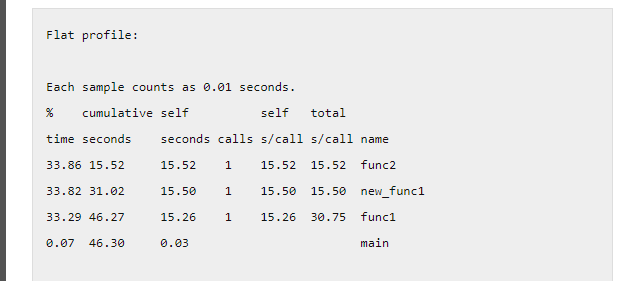 Flat profile:
Each sample counts as 0.01 seconds.
%    cumulative self          self   total
time seconds    seconds calls s/call s/call name
33.86 15.52     15.52    1    15.52  15.52  func2
33.82 31.02     15.50    1    15.50  15.50  new_func1
33.29 46.27     15.26    1    15.26  30.75  func1
0.07  46.30     0.03                        main